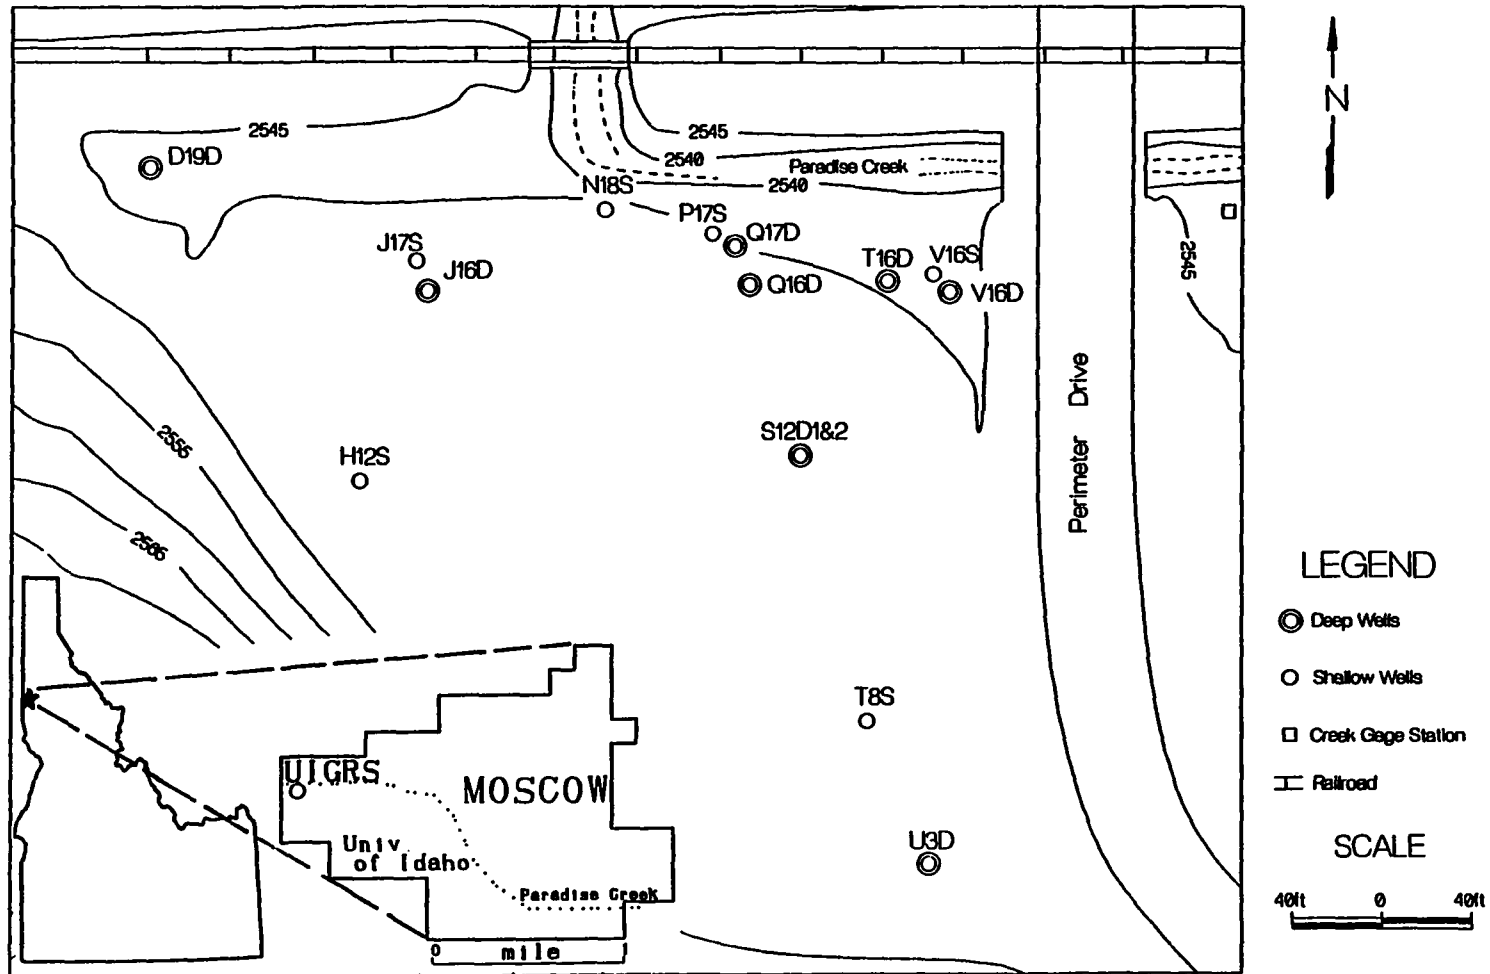 2545
2545
2540
Paradise Creek
2540
D19D
N18S
P17S
Q17D
J17S
J16D
Q16D
T16D
V16S
V16D
2545
N
Perimeter Drive
S12D1&2
H12S
2555
2565
T8S
U3D
UIGRS
MOSCOW
Univ.
of Idaho
Paradise Creek
0 mile 1
LEGEND
Deep Wells
Shallow Wells
Creek Gage Station
Railroad
SCALE
40ft 0 40ft